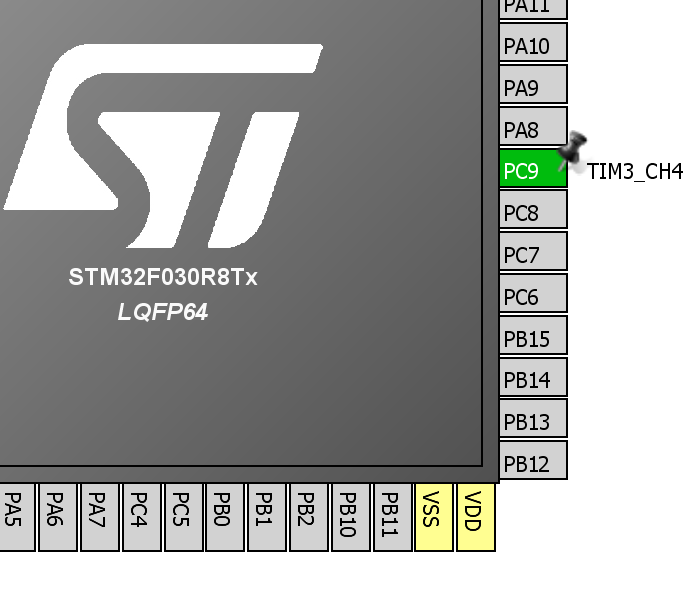 PA11
PA10
PA9
PA8
PC9 TIM3_CH4
PC8
PC7
PC6
PB15
PB14
PB13
PB12
ST
STM32F030R8Tx
LQFP64
PA5
PA6
PA7
PC4
PC5
PB0
PB1
PB2
PB10
PB11
VSS
VDD